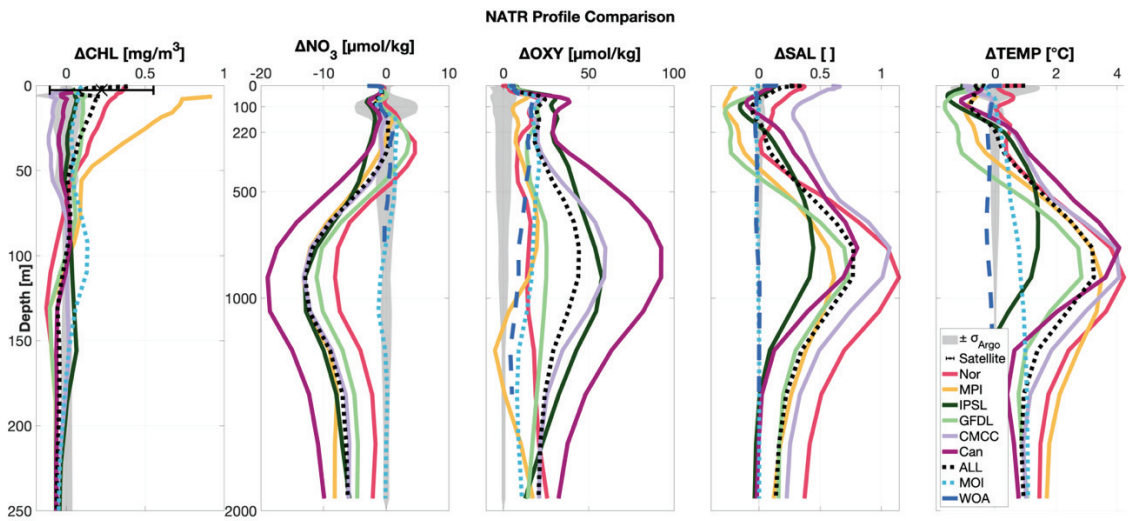 NATR Profile Comparison
ΔCHL [mg/m³]
ΔNO₃ [μmol/kg]
ΔOXY [μmol/kg]
ΔSAL [ ]
ΔTEMP [°C]
0 0.5 1
-20 -10 0 10
0 50 100
0 0.5 1
0 2 4
0
50
100
150
200
250
Depth [m]
0
100
220
500
1000
2000
± σArgo
Satellite
Nor
MPI
IPSL
GFDL
CMCC
Can
ALL
MOI
WOA